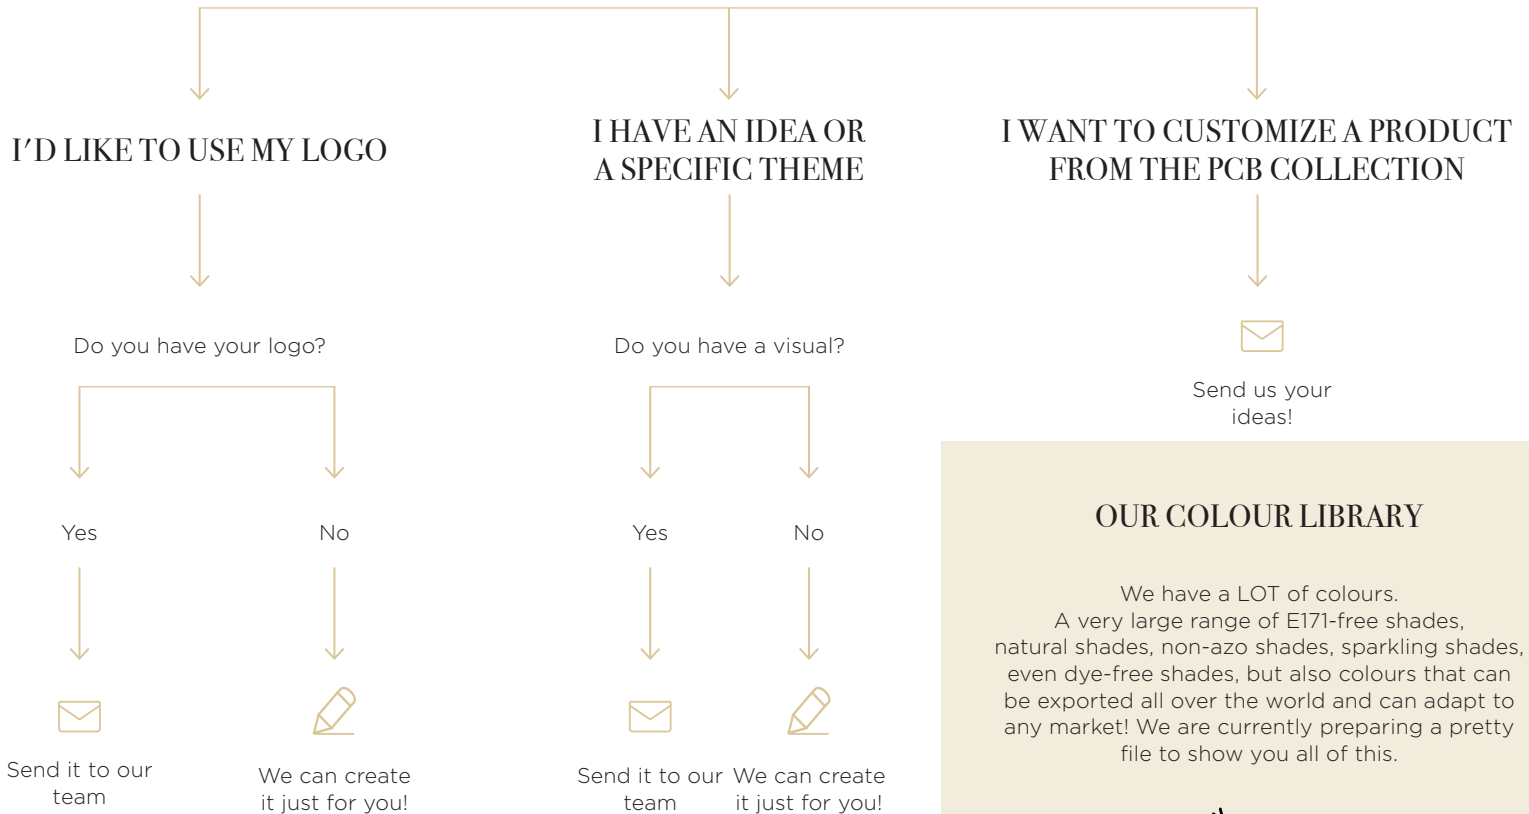 I'D LIKE TO USE MY LOGO
Do you have your logo?
Yes
No
Send it to our
team
We can create
it just for you!
I HAVE AN IDEA OR
A SPECIFIC THEME
Do you have a visual?
Yes
No
Send it to our
team
We can create
it just for you!
I WANT TO CUSTOMIZE A PRODUCT
FROM THE PCB COLLECTION
Send us your
ideas!
OUR COLOUR LIBRARY
We have a LOT of colours.
A very large range of E171-free shades,
natural shades, non-azo shades, sparkling shades,
even dye-free shades, but also colours that can
be exported all over the world and can adapt to
any market! We are currently preparing a pretty
file to show you all of this.